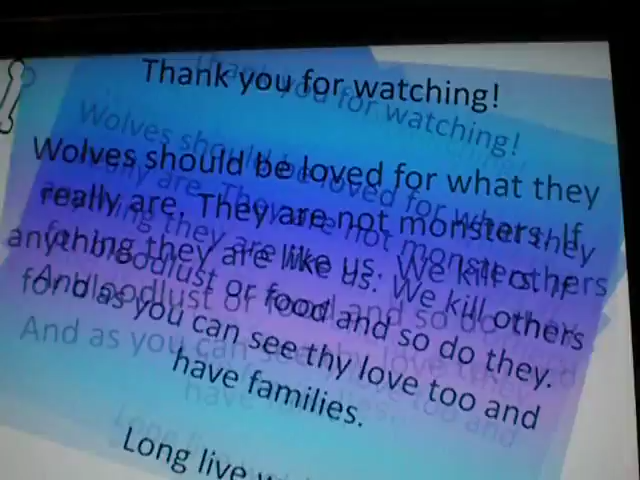 Thank you for watching!
Wolves should be loved for what they
really are. They are not monsters. If
anything they are like us. We kill others
for bloodlust or food and so do they.
And as you can see thy love too and
have families.
Long live